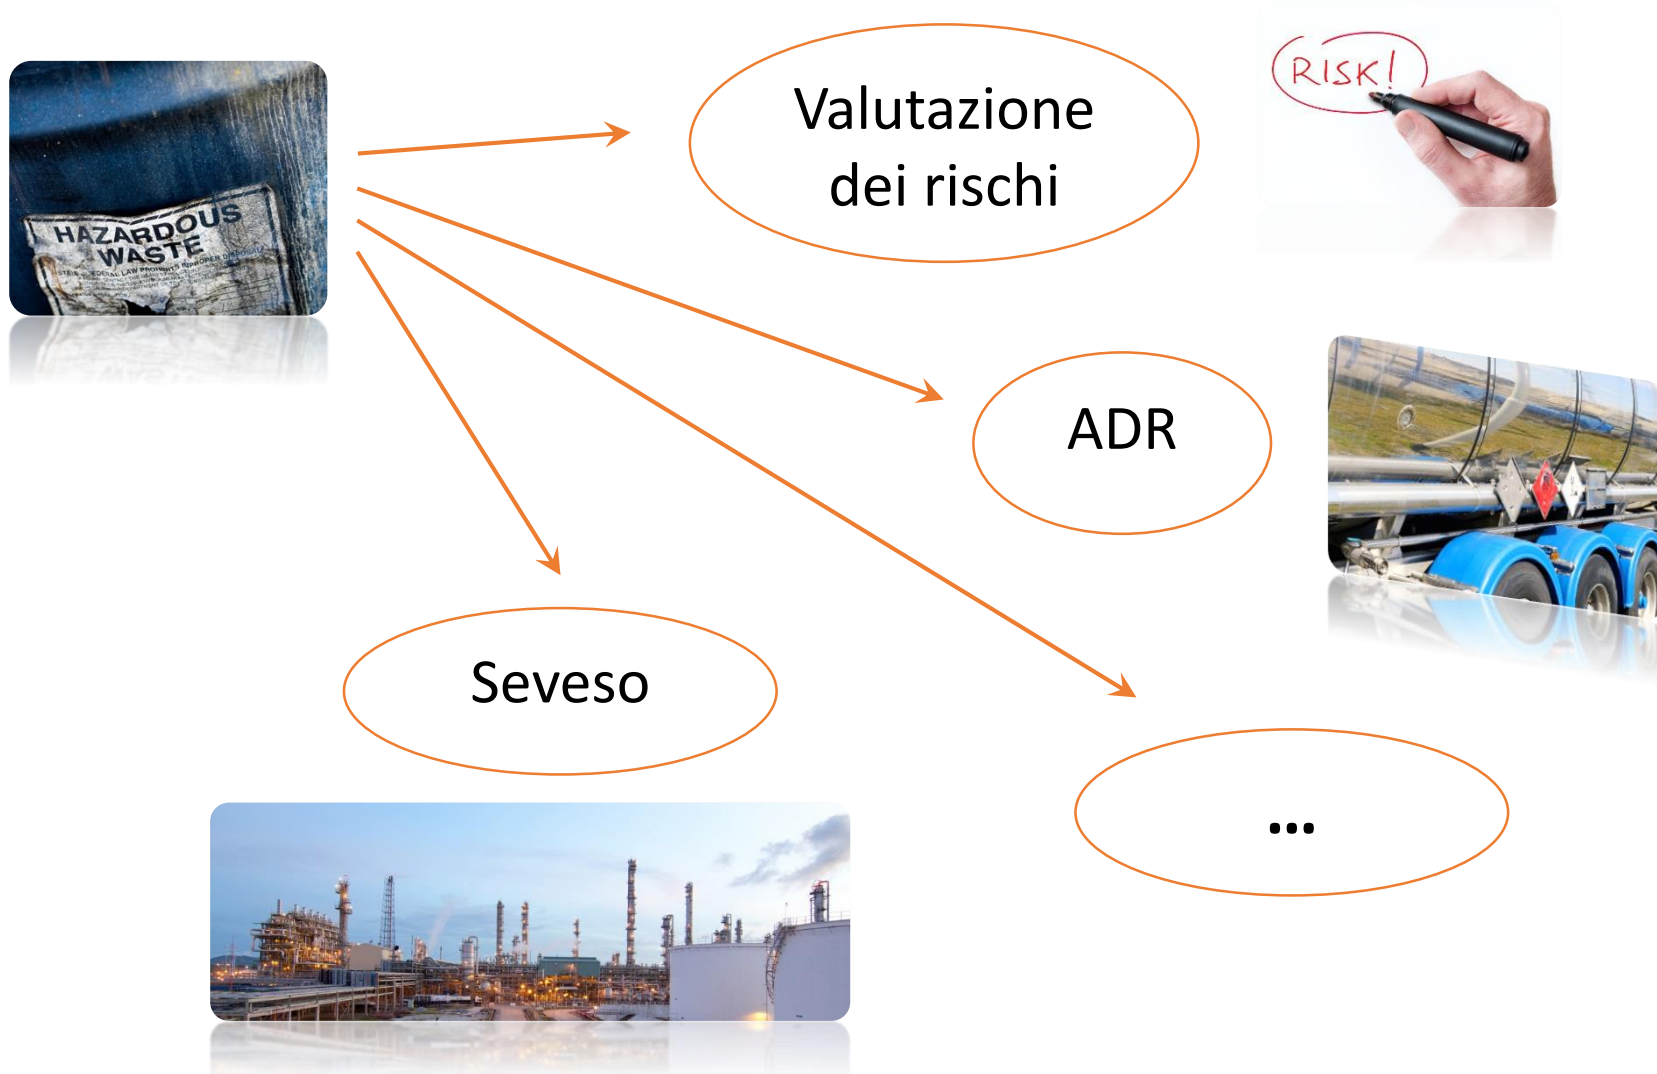 HAZARDOUS
WASTE
Valutazione
dei rischi
RISK!
ADR
Seveso
...